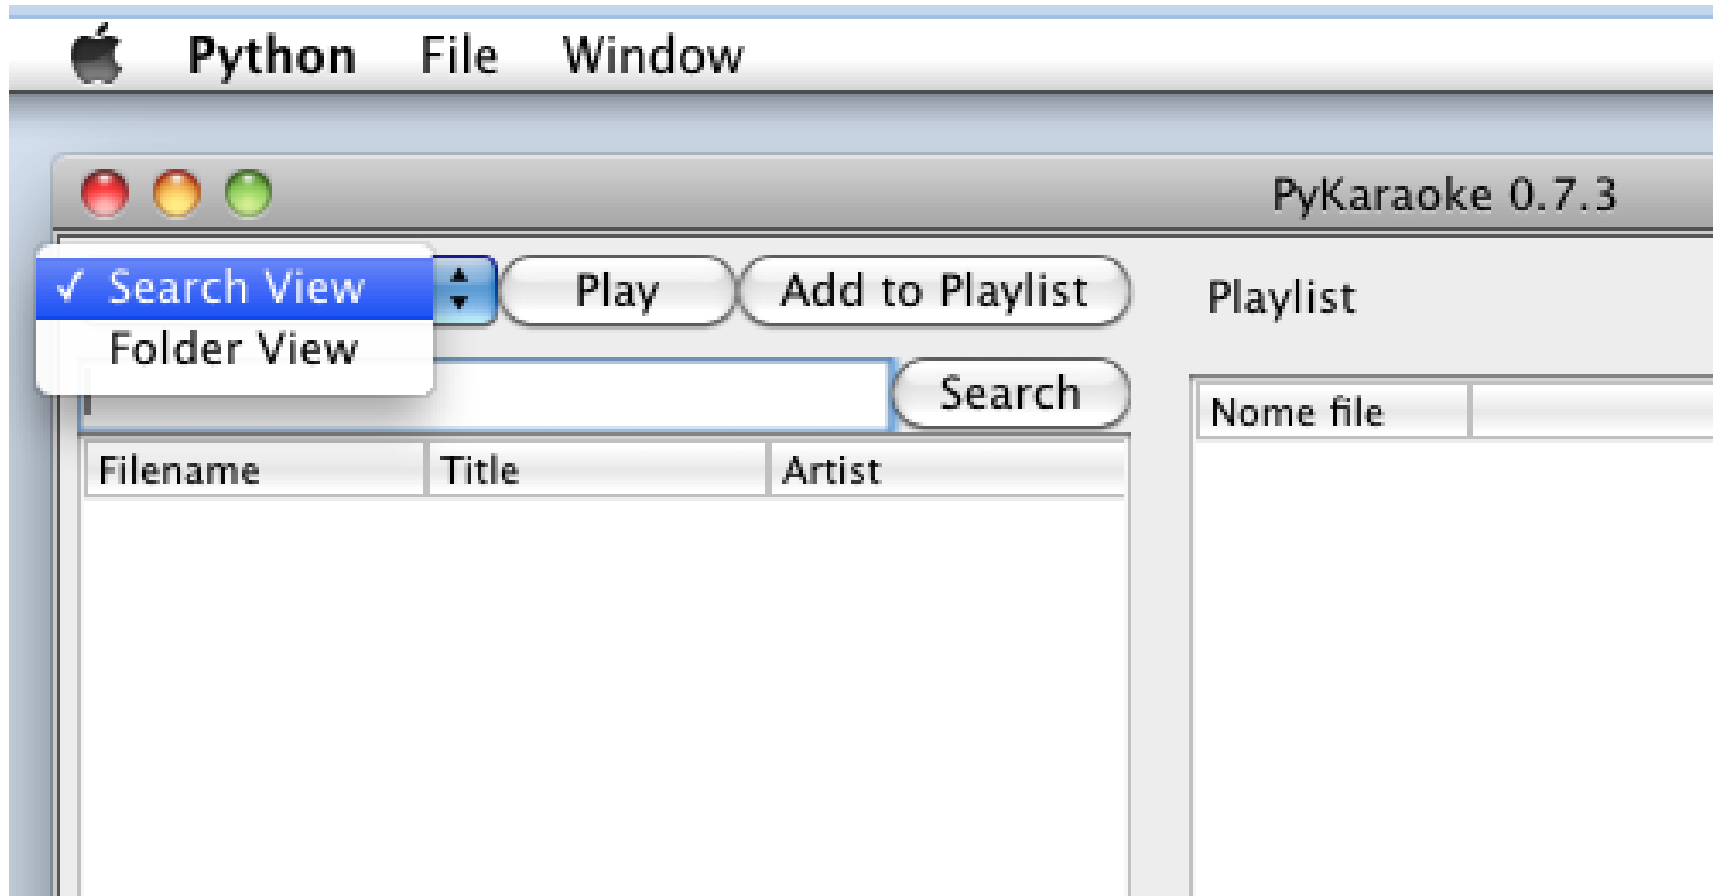 Python File Window
PyKaraoke 0.7.3
✓ Search View
Folder View
Play
Add to Playlist
Search
Filename Title Artist
Playlist
Nome file